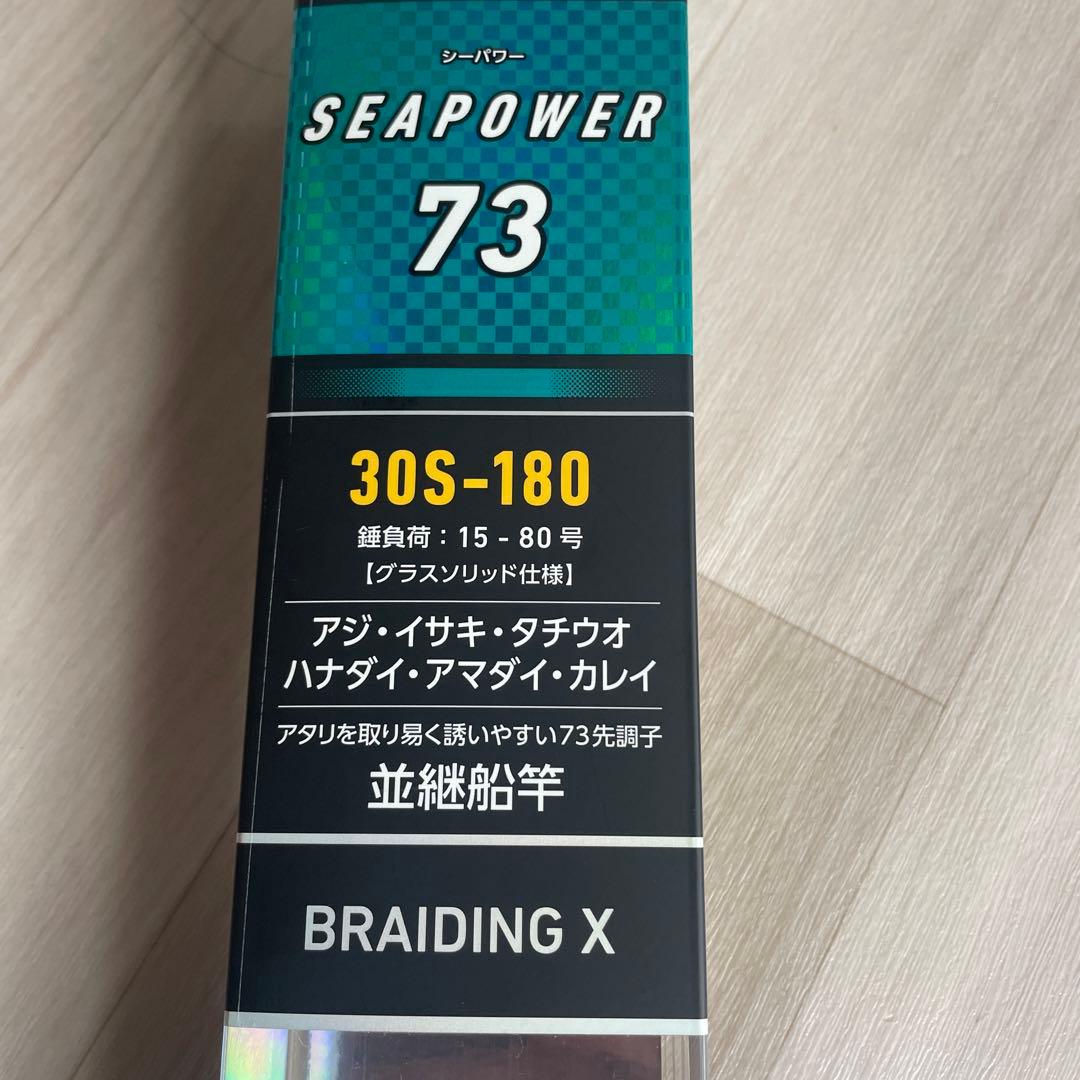 シーパワー
SEAPOWER
73
30S-180
錘負荷：15 - 80 号
【グラスソリッド仕様】
アジ・イサキ・タチウオ
ハナダイ・アマダイ・カレイ
アタリを取り易く誘いやすい73先調子
並継船竿
BRAIDING X